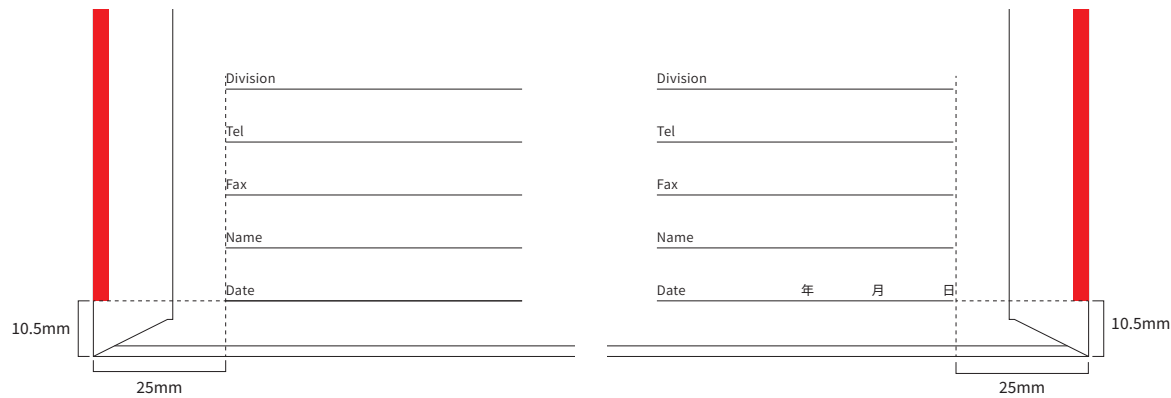 Division
Tel
Fax
Name
Date
10.5mm
25mm
Division
Tel
Fax
Name
Date 年 月 日
10.5mm
25mm